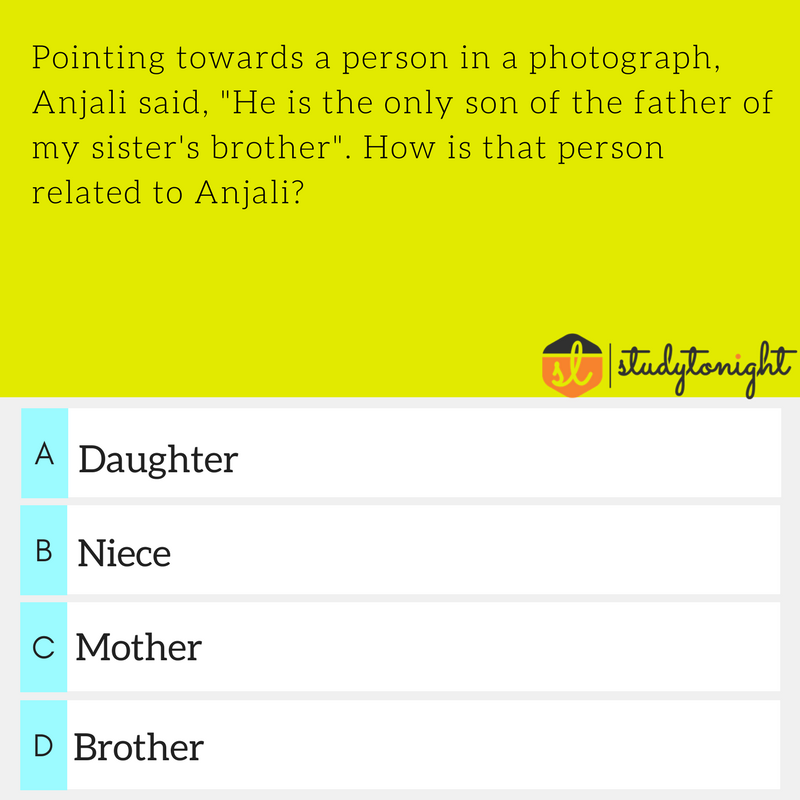 Pointing towards a person in a photograph,
Anjali said, "He is the only son of the father of
my sister's brother". How is that person
related to Anjali?
sl studytonight
A Daughter
B Niece
C Mother
D Brother